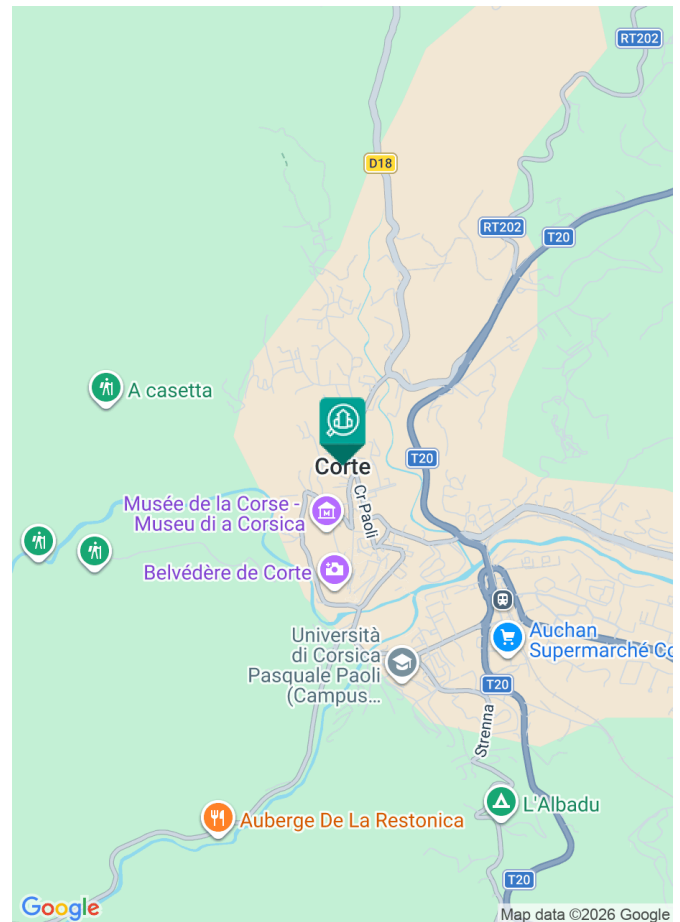 RT202
D18
RT202
T20
A casetta
Corte
T20
Cr Paoli
Musée de la Corse -
Museu di a Corsica
Belvédère de Corte
Università
di Corsica
Pasquale Paoli
(Campus...
Auchan
Supermarché Co
T20
Strenna
L'Albadu
Auberge De La Restonica
T20
Google
Map data ©2026 Google